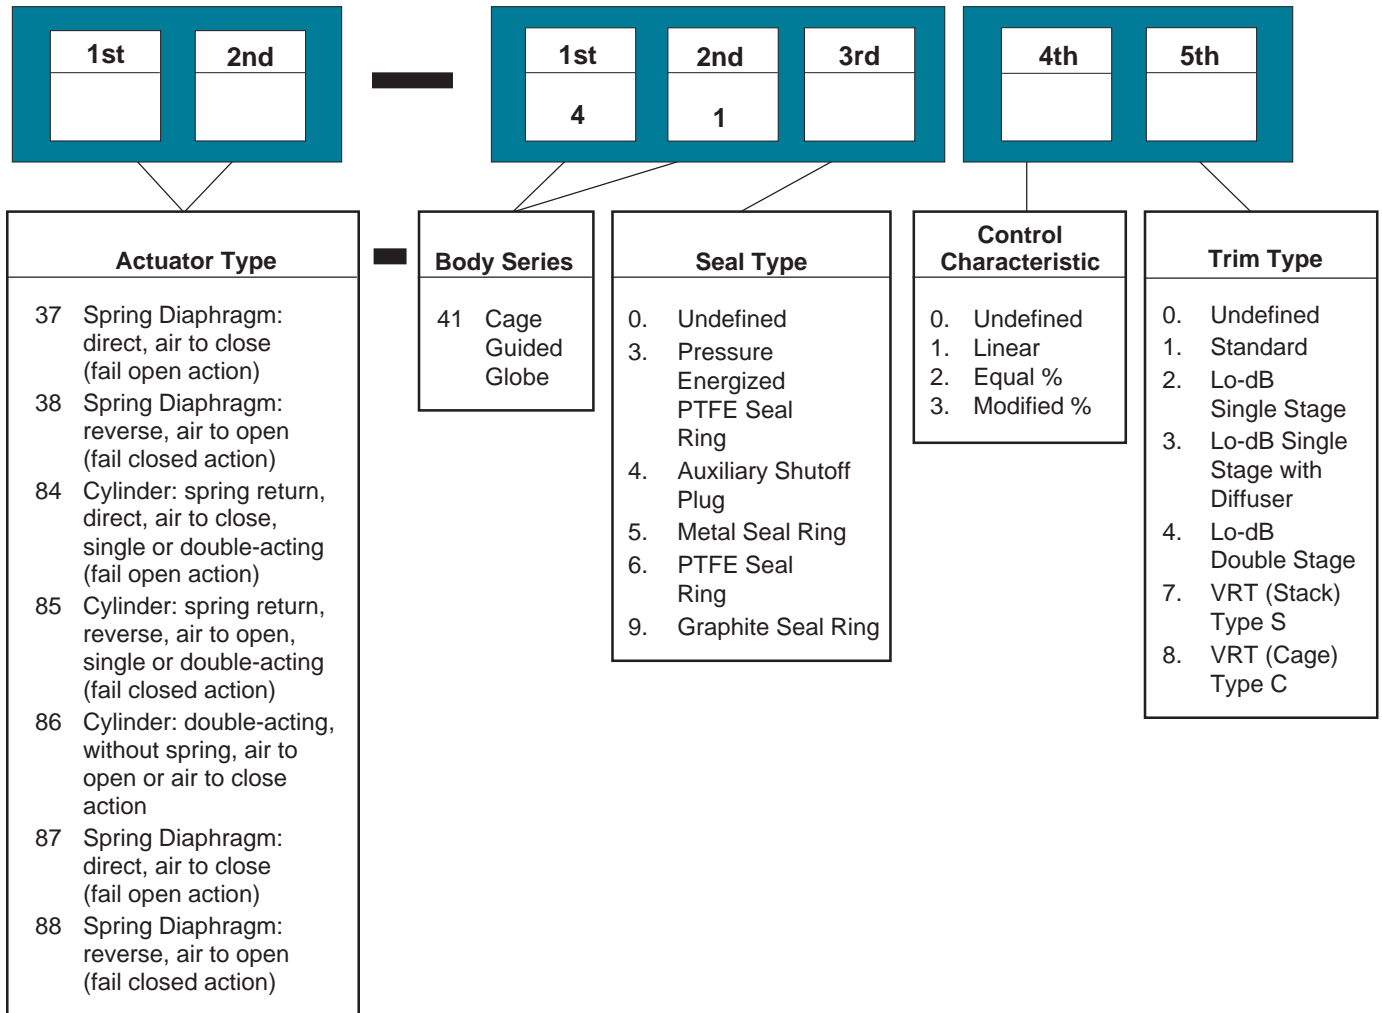 1st
2nd
1st
2nd
3rd
4th
5th
4
1
Actuator Type
37 Spring Diaphragm:
direct, air to close
(fail open action)
38 Spring Diaphragm:
reverse, air to open
(fail closed action)
84 Cylinder: spring return,
direct, air to close,
single or double-acting
(fail open action)
85 Cylinder: spring return,
reverse, air to open,
single or double-acting
(fail closed action)
86 Cylinder: double-acting,
without spring, air to
open or air to close
action
87 Spring Diaphragm:
direct, air to close
(fail open action)
88 Spring Diaphragm:
reverse, air to open
(fail closed action)
Body Series
41 Cage
Guided
Globe
Seal Type
0. Undefined
3. Pressure
Energized
PTFE Seal
Ring
4. Auxiliary Shutoff
Plug
5. Metal Seal Ring
6. PTFE Seal
Ring
9. Graphite Seal Ring
Control
Characteristic
0. Undefined
1. Linear
2. Equal %
3. Modified %
Trim Type
0. Undefined
1. Standard
2. Lo-dB
Single Stage
3. Lo-dB Single
Stage with
Diffuser
4. Lo-dB
Double Stage
7. VRT (Stack)
Type S
8. VRT (Cage)
Type C